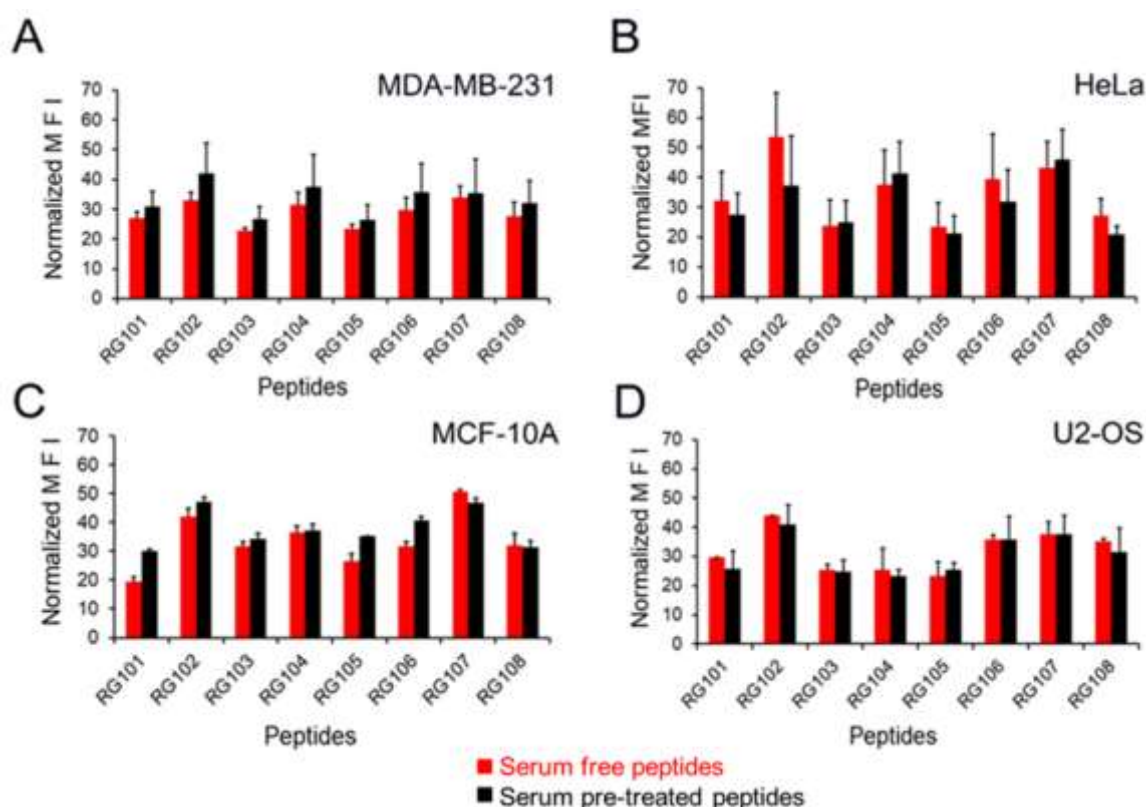 A
MDA-MB-231
Normalized M F I
70
60
50
40
30
20
10
0
RG101
RG102
RG103
RG104
RG105
RG106
RG107
RG108
Peptides
B
HeLa
Normalized MFI
70
60
50
40
30
20
10
0
RG101
RG102
RG103
RG104
RG105
RG106
RG107
RG108
Peptides
C
MCF-10A
Normalized M F I
70
60
50
40
30
20
10
0
RG101
RG102
RG103
RG104
RG105
RG106
RG107
RG108
Peptides
D
U2-OS
Normalized M F I
70
60
50
40
30
20
10
0
RG101
RG102
RG103
RG104
RG105
RG106
RG107
RG108
Peptides
Serum free peptides
Serum pre-treated peptides